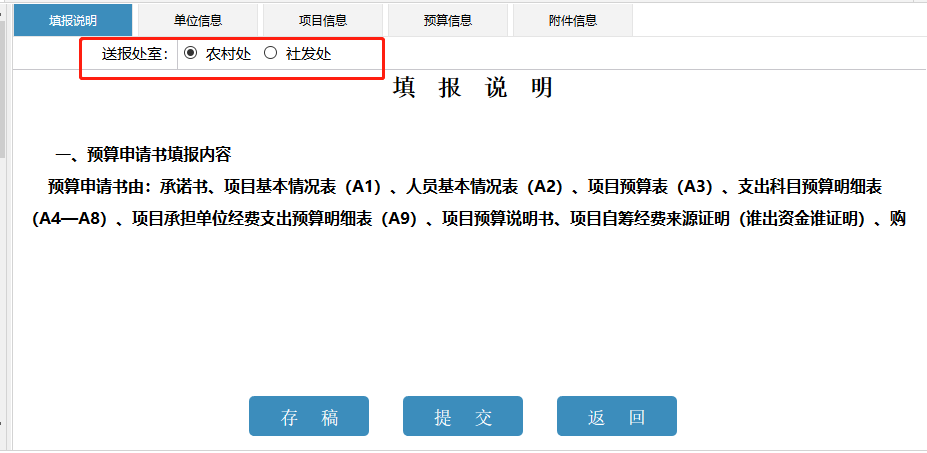 填报说明 单位信息 项目信息 预算信息 附件信息
送报处室： 农村处 社发处
填 报 说 明
一、预算申请书填报内容
预算申请书由：承诺书、项目基本情况表（A1）、人员基本情况表（A2）、项目预算表（A3）、支出科目预算明细表
（A4—A8）、项目承担单位经费支出预算明细表（A9）、项目预算说明书、项目自筹经费来源证明（谁出资金谁证明）、购
存 稿 提 交 返 回